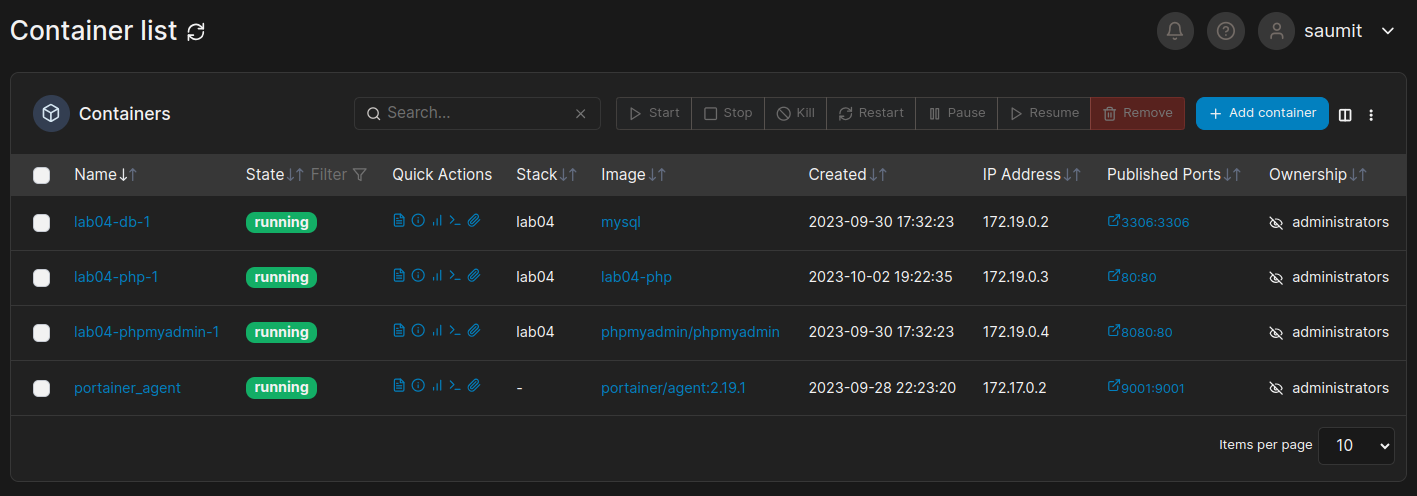 Container list
saumit
Containers Search... Start Stop Kill Restart Pause Resume Remove + Add container
Name State Filter Quick Actions Stack Image Created IP Address Published Ports Ownership
lab04-db-1 running lab04 mysql 2023-09-30 17:32:23 172.19.0.2 3306:3306 administrators
lab04-php-1 running lab04 lab04-php 2023-10-02 19:22:35 172.19.0.3 80:80 administrators
lab04-phpmyadmin-1 running lab04 phpmyadmin/phpmyadmin 2023-09-30 17:32:23 172.19.0.4 8080:80 administrators
portainer_agent running - portainer/agent:2.19.1 2023-09-28 22:23:20 172.17.0.2 9001:9001 administrators
Items per page 10